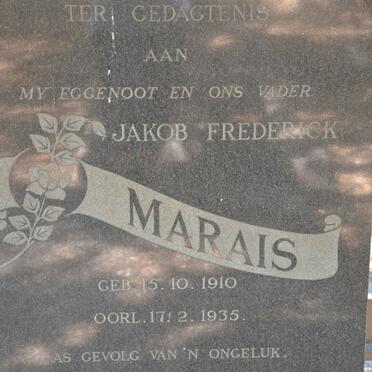 TER GEDAGTENIS
AAN
MY EGGENOOT EN ONS VADER
JAKOB FREDERICK
MARAIS
GEB. 15. 10. 1910
OORL. 17. 2. 1935.
AS GEVOLG VAN 'N ONGELUK.